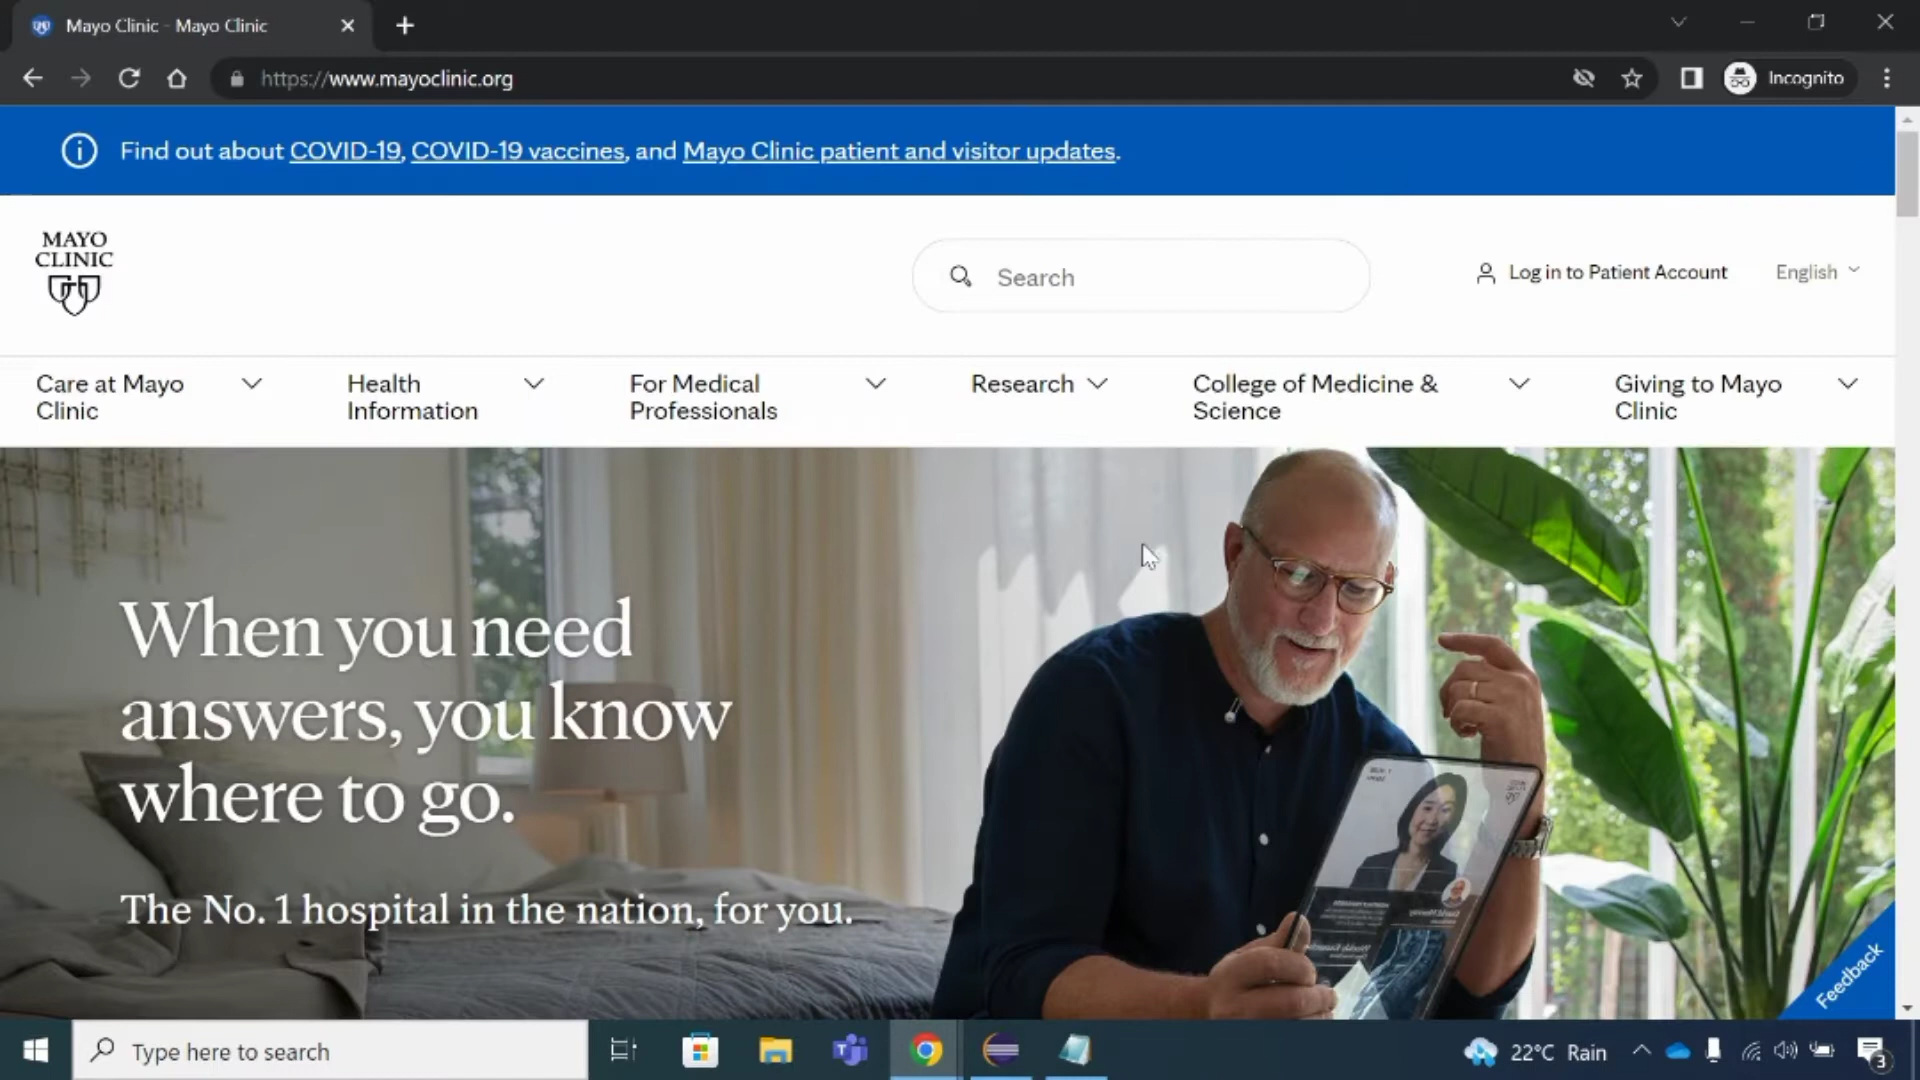 Mayo Clinic - Mayo Clinic
https://www.mayoclinic.org
Incognito
Find out about COVID-19, COVID-19 vaccines, and Mayo Clinic patient and visitor updates.
MAYO
CLINIC
Search
Log in to Patient Account
English
Care at Mayo
Clinic
Health
Information
For Medical
Professionals
Research
College of Medicine &
Science
Giving to Mayo
Clinic
When you need
answers, you know
where to go.
The No. 1 hospital in the nation, for you.
Feedback
Type here to search
22°C Rain
3